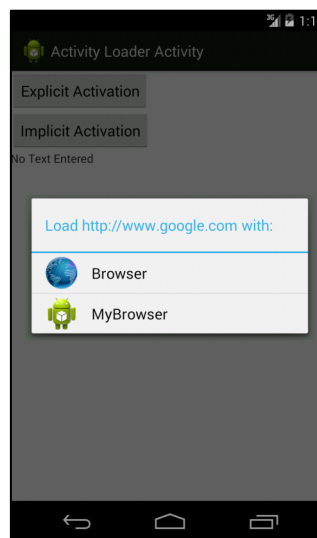 3G 1:1
Activity Loader Activity
Explicit Activation
Implicit Activation
No Text Entered
Load http://www.google.com with:
Browser
MyBrowser